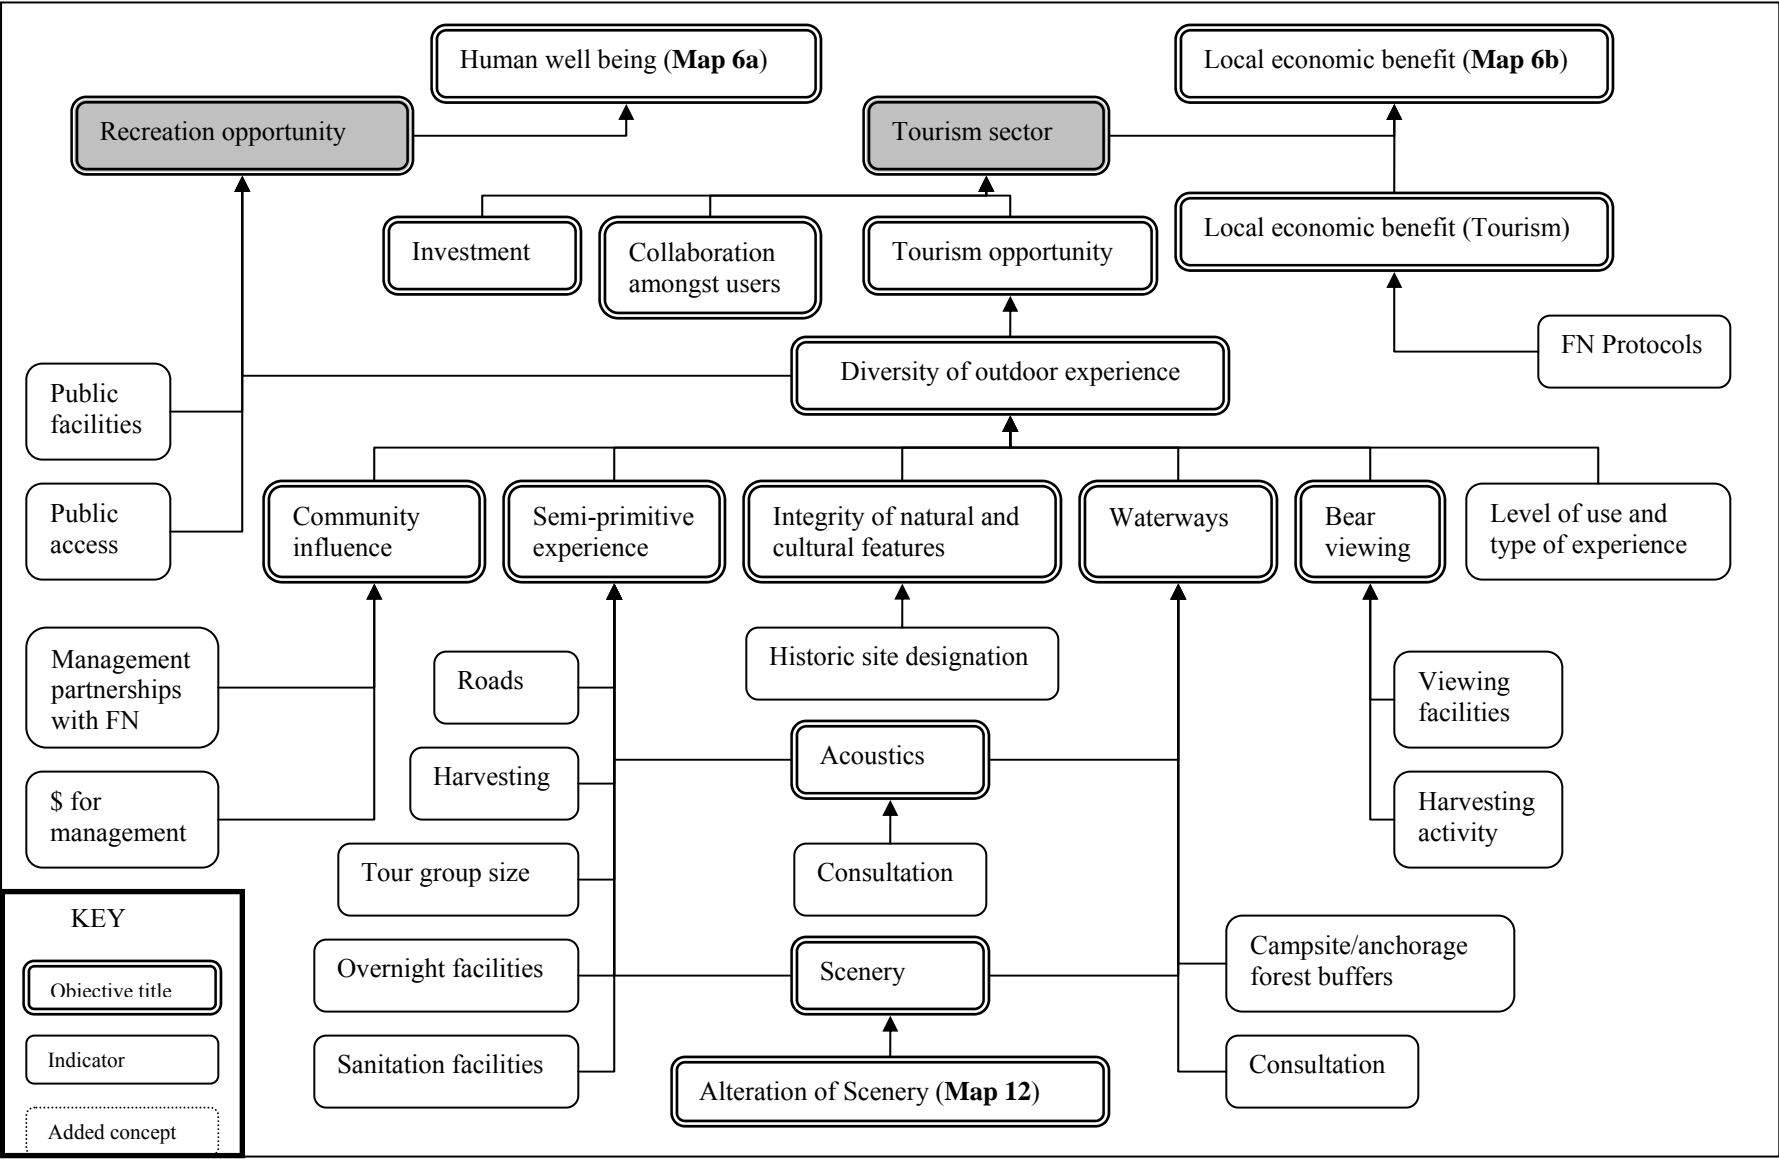 Human well being (Map 6a)
Local economic benefit (Map 6b)
Recreation opportunity
Tourism sector
Local economic benefit (Tourism)
Investment
Collaboration
amongst users
Tourism opportunity
FN Protocols
Diversity of outdoor experience
Public
facilities
Public
access
Community
influence
Semi-primitive
experience
Integrity of natural and
cultural features
Waterways
Bear
viewing
Level of use and
type of experience
Management
partnerships
with FN
Roads
Historic site designation
Viewing
facilities
Harvesting
Acoustics
Harvesting
activity
$ for
management
Tour group size
Consultation
Overnight facilities
Scenery
Campsite/anchorage
forest buffers
Sanitation facilities
Alteration of Scenery (Map 12)
Consultation
KEY
Objective title
Indicator
Added concept